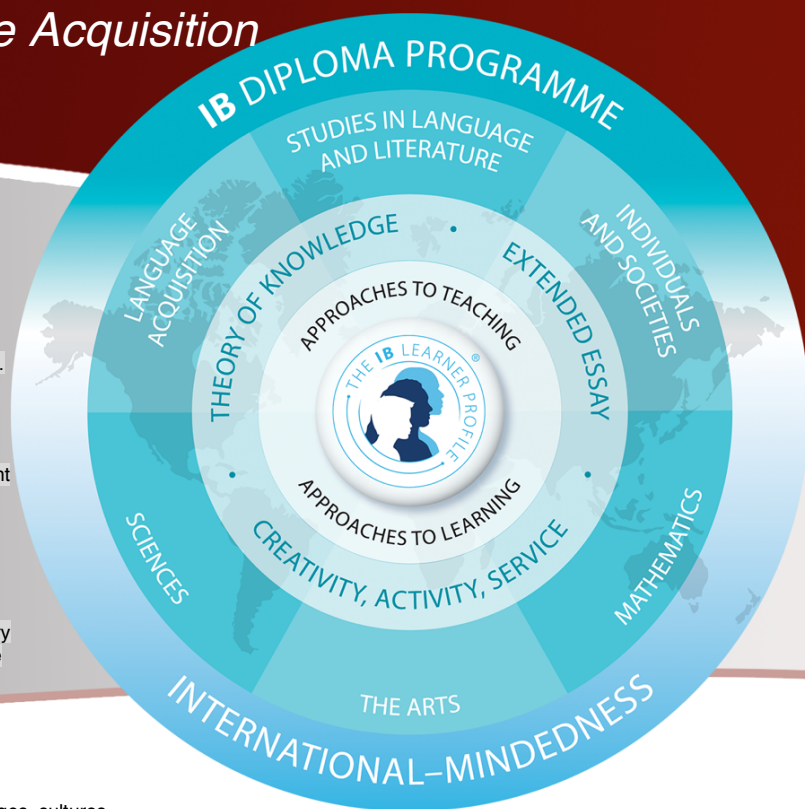 e Acquisition
IB DIPLOMA PROGRAMME
STUDIES IN LANGUAGE
AND LITERATURE
LANGUAGE
ACQUISITION
INDIVIDUALS
AND SOCIETIES
THEORY OF KNOWLEDGE
EXTENDED ESSAY
APPROACHES TO TEACHING
THE IB LEARNER PROFILE ®
APPROACHES TO LEARNING
CREATIVITY, ACTIVITY, SERVICE
SCIENCES
MATHEMATICS
THE ARTS
INTERNATIONAL–MINDEDNESS